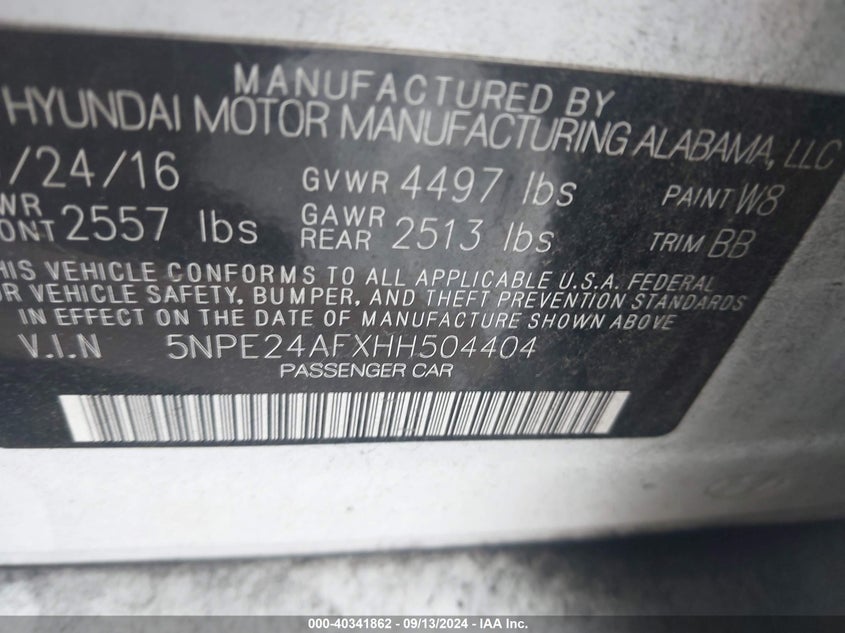 MANUFACTURED BY
HYUNDAI MOTOR MANUFACTURING ALABAMA, LLC
/24/16 GVWR 4497 lbs PAINT W8
WR
ONT 2557 lbs GAWR
REAR 2513 lbs TRIM BB
HIS VEHICLE CONFORMS TO ALL APPLICABLE U.S.A. FEDERAL
OR VEHICLE SAFETY, BUMPER, AND THEFT PREVENTION STANDARDS
IN EFFECT ON THE DATE OF MANUFACTURE SHOWN ABOVE.
V.I.N 5NPE24AFXHH504404
PASSENGER CAR
000-40341862 - 09/13/2024 - IAA Inc.